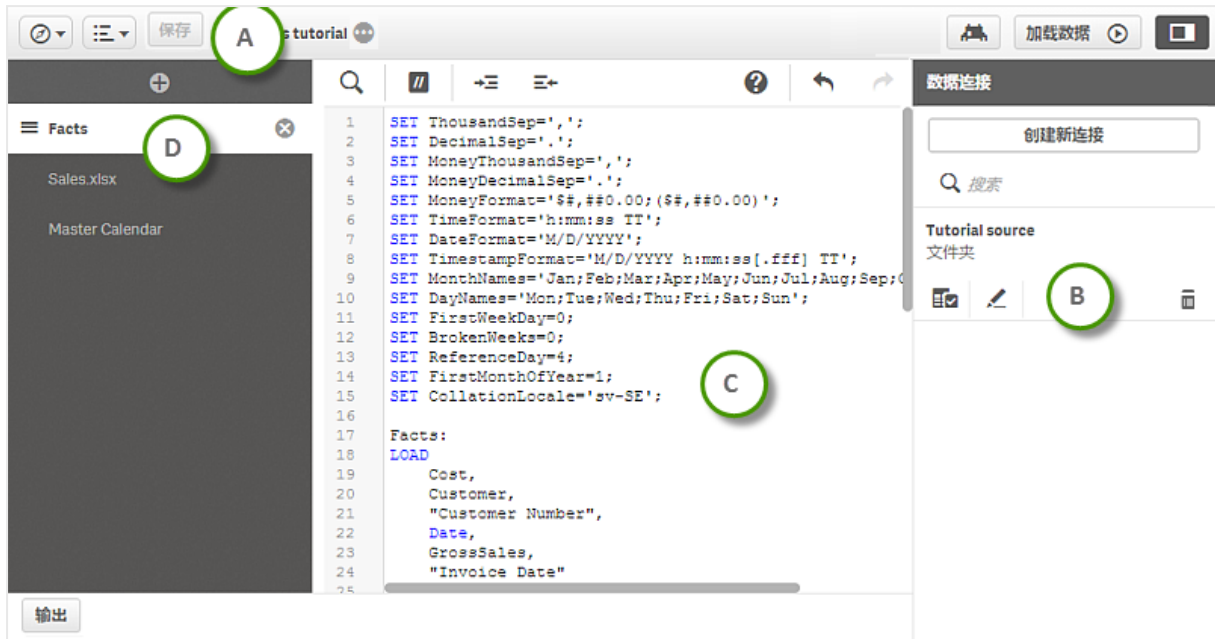 保存
A
s tutorial
加载数据
Facts
D
Sales.xlsx
Master Calendar
1 SET ThousandSep=',';
2 SET DecimalSep='.';
3 SET MoneyThousandSep=',';
4 SET MoneyDecimalSep='.';
5 SET MoneyFormat='$#,##0.00;($#,##0.00)';
6 SET TimeFormat='h:mm:ss TT';
7 SET DateFormat='M/D/YYYY';
8 SET TimestampFormat='M/D/YYYY h:mm:ss[.fff] TT';
9 SET MonthNames='Jan;Feb;Mar;Apr;May;Jun;Jul;Aug;Sep;
10 SET DayNames='Mon;Tue;Wed;Thu;Fri;Sat;Sun';
11 SET FirstWeekDay=0;
12 SET BrokenWeeks=0;
13 SET ReferenceDay=4;
14 SET FirstMonthOfYear=1;
15 SET CollationLocale='sv-SE';
16
17 Facts:
18 LOAD
19 Cost,
20 Customer,
21 "Customer Number",
22 Date,
23 GrossSales,
24 "Invoice Date"
25
C
数据连接
创建新连接
搜索
Tutorial source
文件夹
B
输出